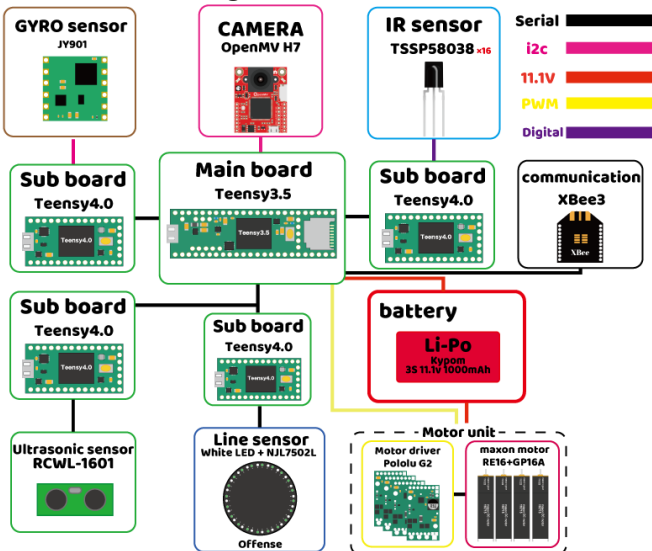 GYRO sensor
JY901
CAMERA
OpenMV H7
IR sensor
TSSP58038 ×16
Serial
i2c
11.1V
PWM
Digital
Sub board
Teensy4.0
Teensy4.0
Main board
Teensy3.5
Teensy3.5
Sub board
Teensy4.0
Teensy4.0
communication
XBee3
XBee
Sub board
Teensy4.0
Teensy4.0
Sub board
Teensy4.0
Teensy4.0
battery
Li-Po
Kypom
3S 11.1v 1000mAh
Ultrasonic sensor
RCWL-1601
Line sensor
White LED + NJL7502L
Offense
Motor unit
Motor driver
Pololu G2
maxon motor
RE16+GP16A